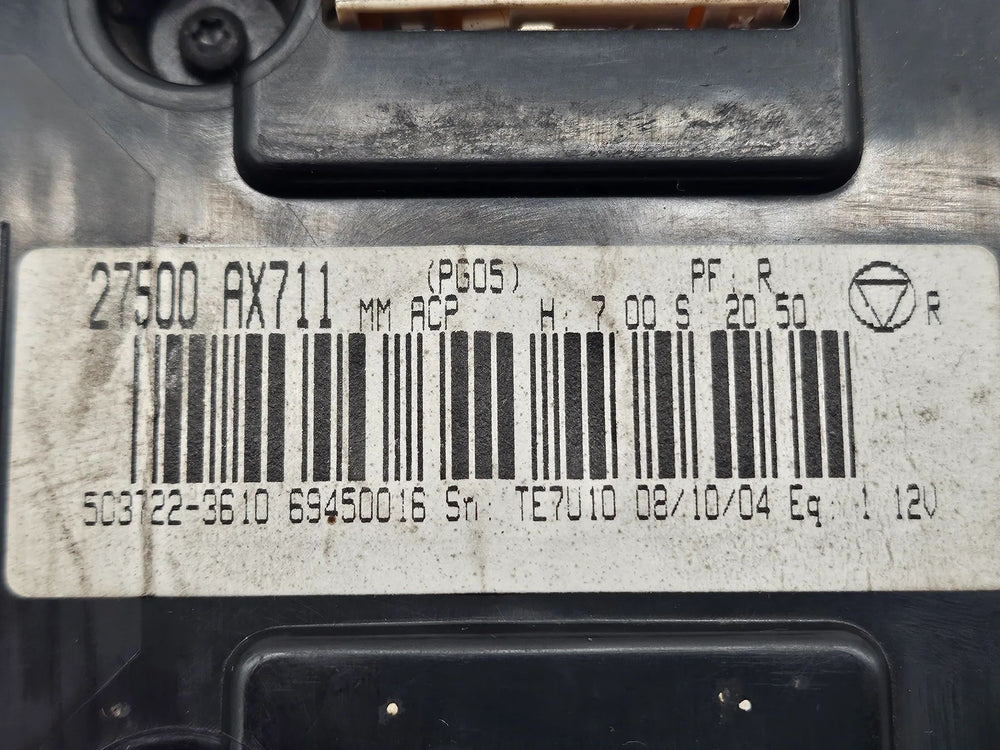 27500 AX711 (PG05) PF: R
MM ACP H: 7 00 S: 20 50 R
503722-3610 69450016 Sn: TE7U10 08/10/04 Eq: 1 12V